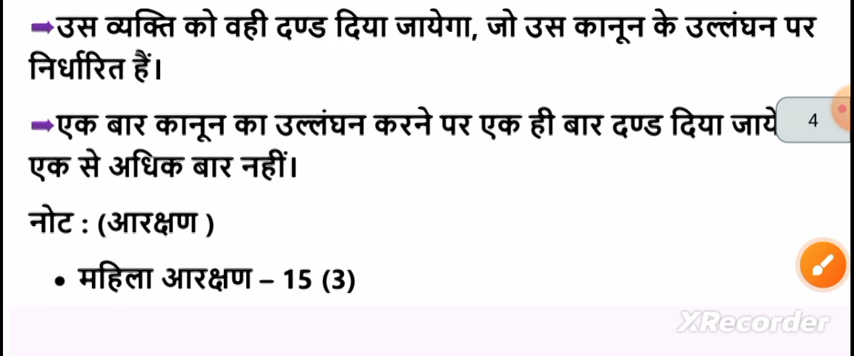 ➡उस व्यक्ति को वही दण्ड दिया जायेगा, जो उस कानून के उल्लंघन पर
निर्धारित हैं।
➡एक बार कानून का उल्लंघन करने पर एक ही बार दण्ड दिया जाये
4
एक से अधिक बार नहीं।
नोट : (आरक्षण )
• महिला आरक्षण – 15 (3)
XRecorder